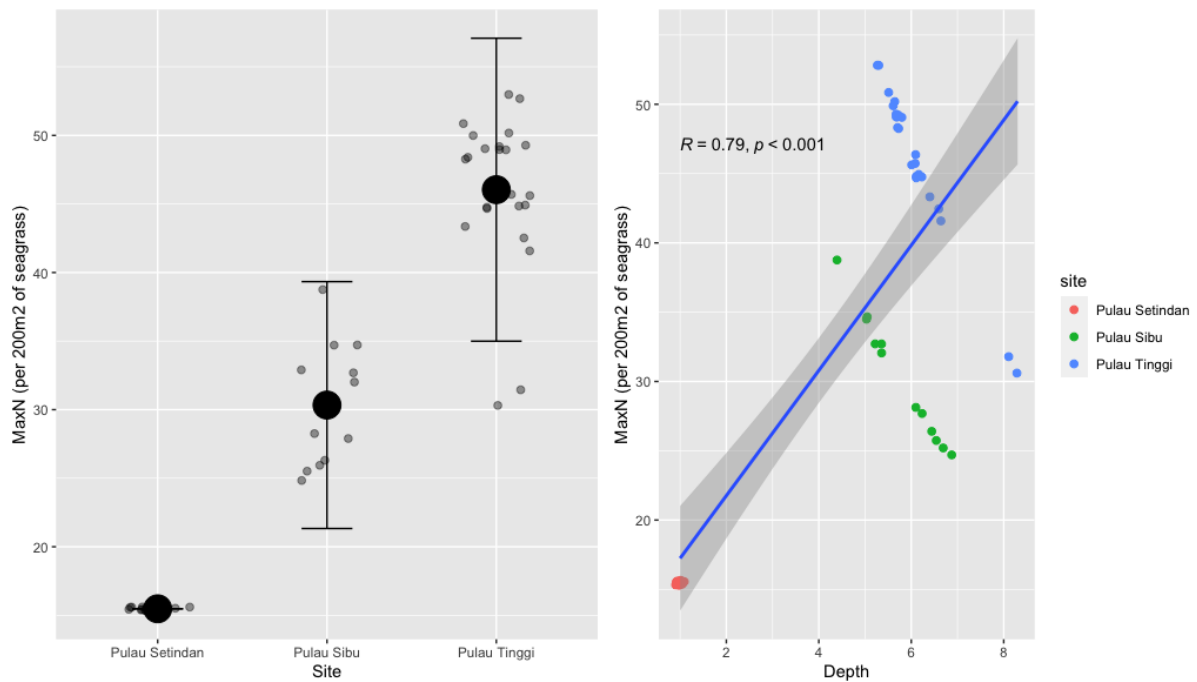 MaxN (per 200m2 of seagrass)
50
40
30
20
Pulau Setindan
Pulau Sibu
Pulau Tinggi
Site
MaxN (per 200m2 of seagrass)
50
40
30
20
R = 0.79, p < 0.001
2
4
6
8
Depth
site
Pulau Setindan
Pulau Sibu
Pulau Tinggi